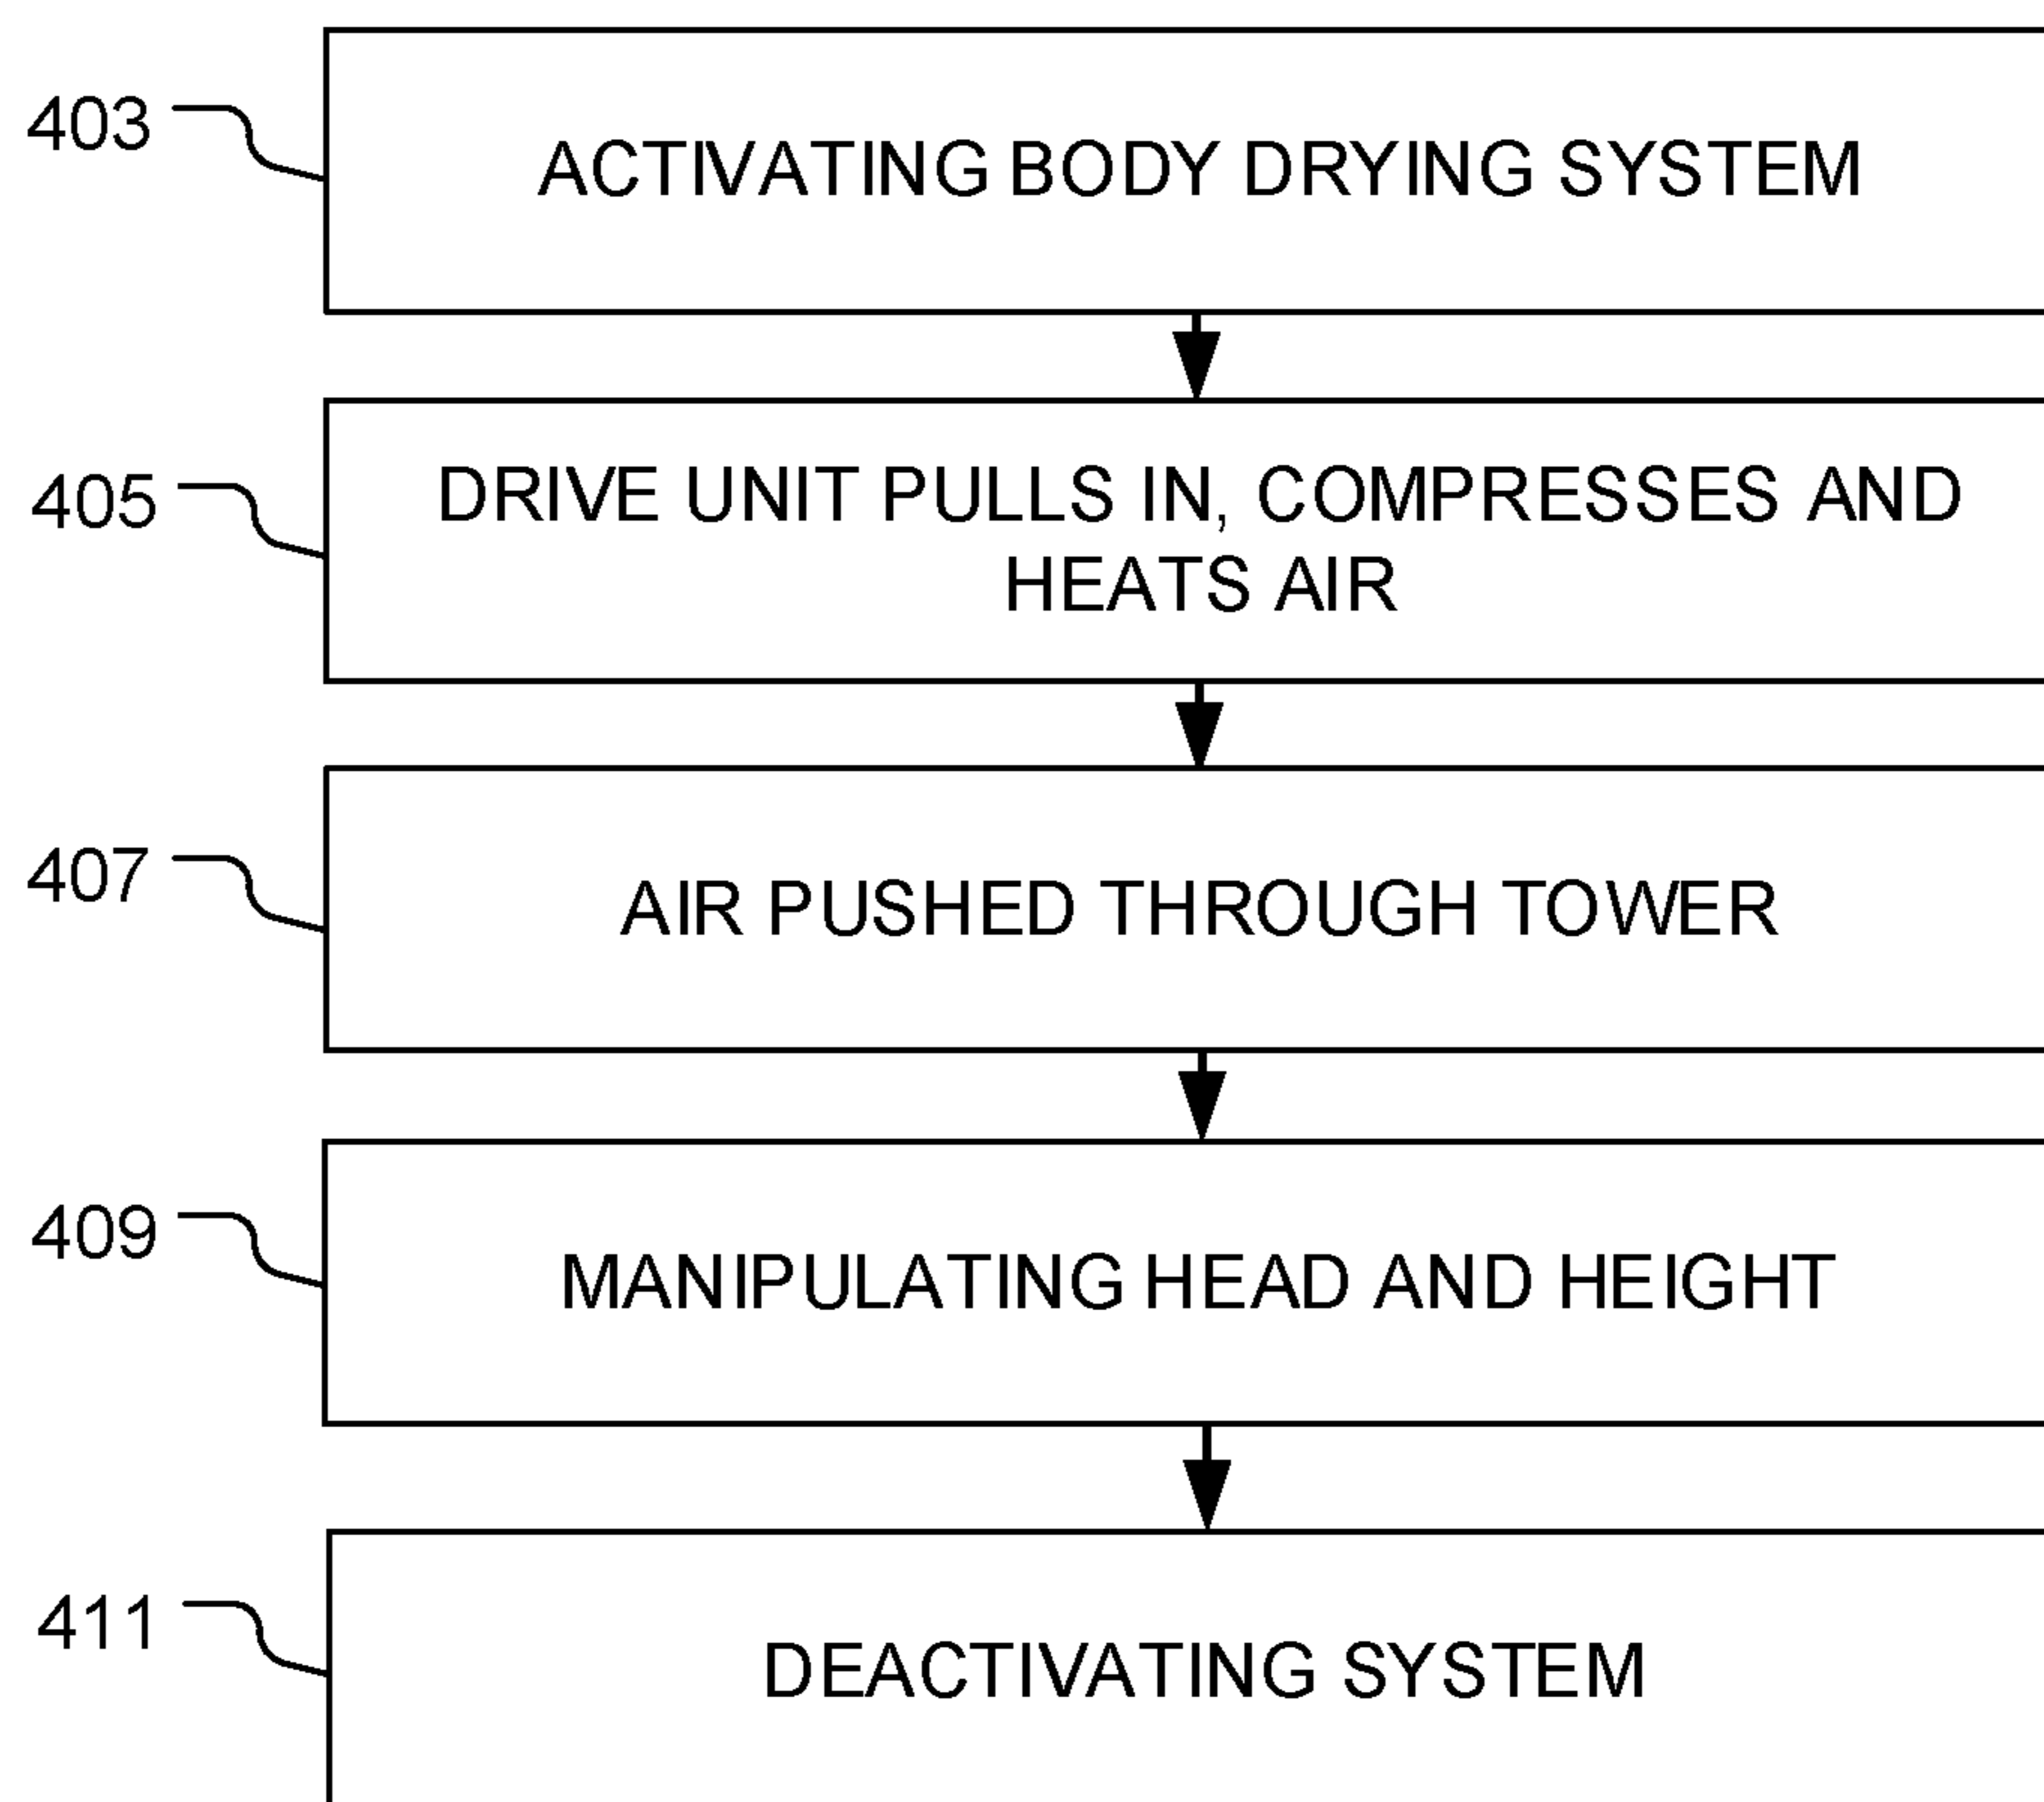 403
ACTIVATING BODY DRYING SYSTEM
405
DRIVE UNIT PULLS IN, COMPRESSES AND
HEATS AIR
407
AIR PUSHED THROUGH TOWER
409
MANIPULATING HEAD AND HEIGHT
411
DEACTIVATING SYSTEM